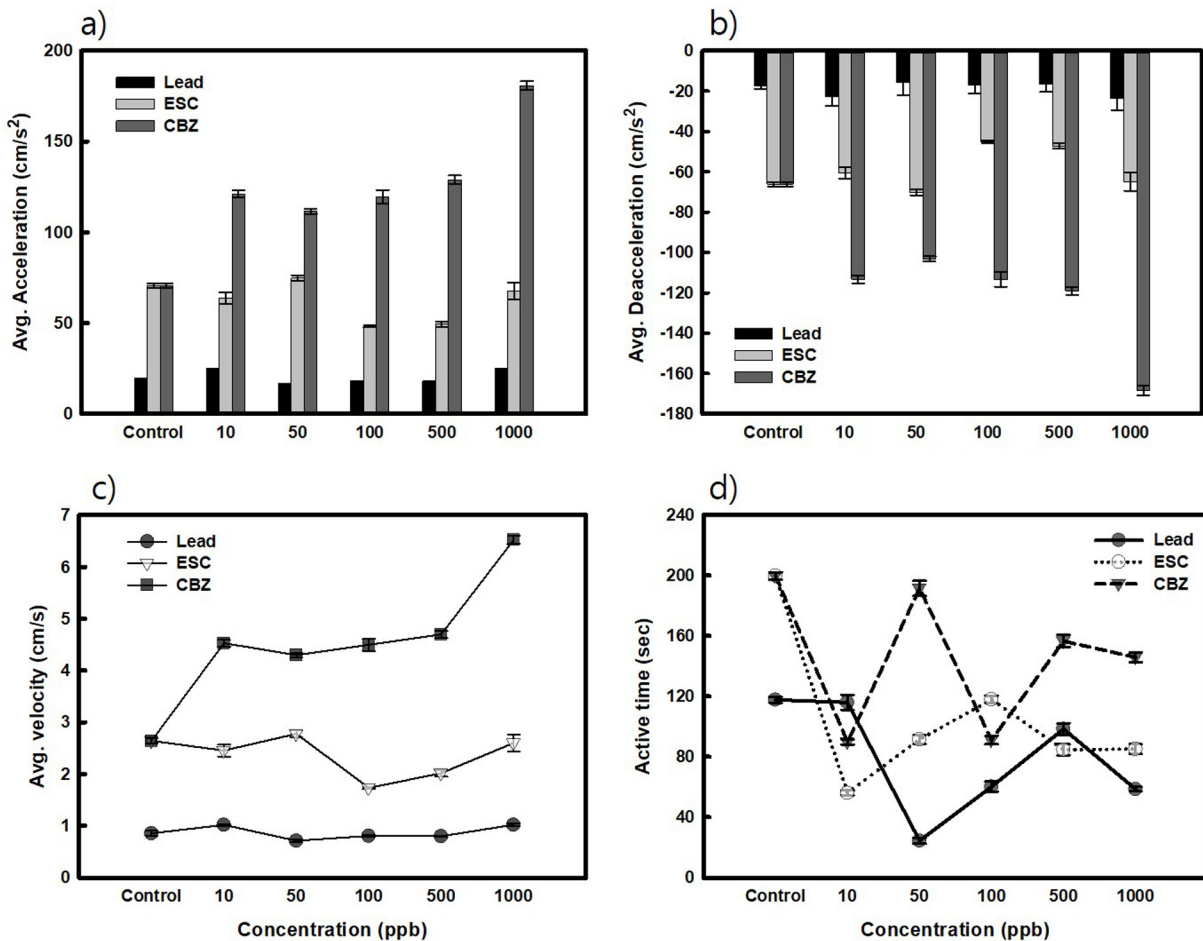 a)
200
150
100
50
0
Avg. Acceleration (cm/s²)
Lead
ESC
CBZ
Control 10 50 100 500 1000
b)
0
-20
-40
-60
-80
-100
-120
-140
-160
-180
Avg. Deacceleration (cm/s²)
Lead
ESC
CBZ
Control 10 50 100 500 1000
c)
7
6
5
4
3
2
1
0
Avg. velocity (cm/s)
Lead
ESC
CBZ
Control 10 50 100 500 1000
Concentration (ppb)
d)
240
200
160
120
80
40
0
Active time (sec)
Lead
ESC
CBZ
Control 10 50 100 500 1000
Concentration (ppb)